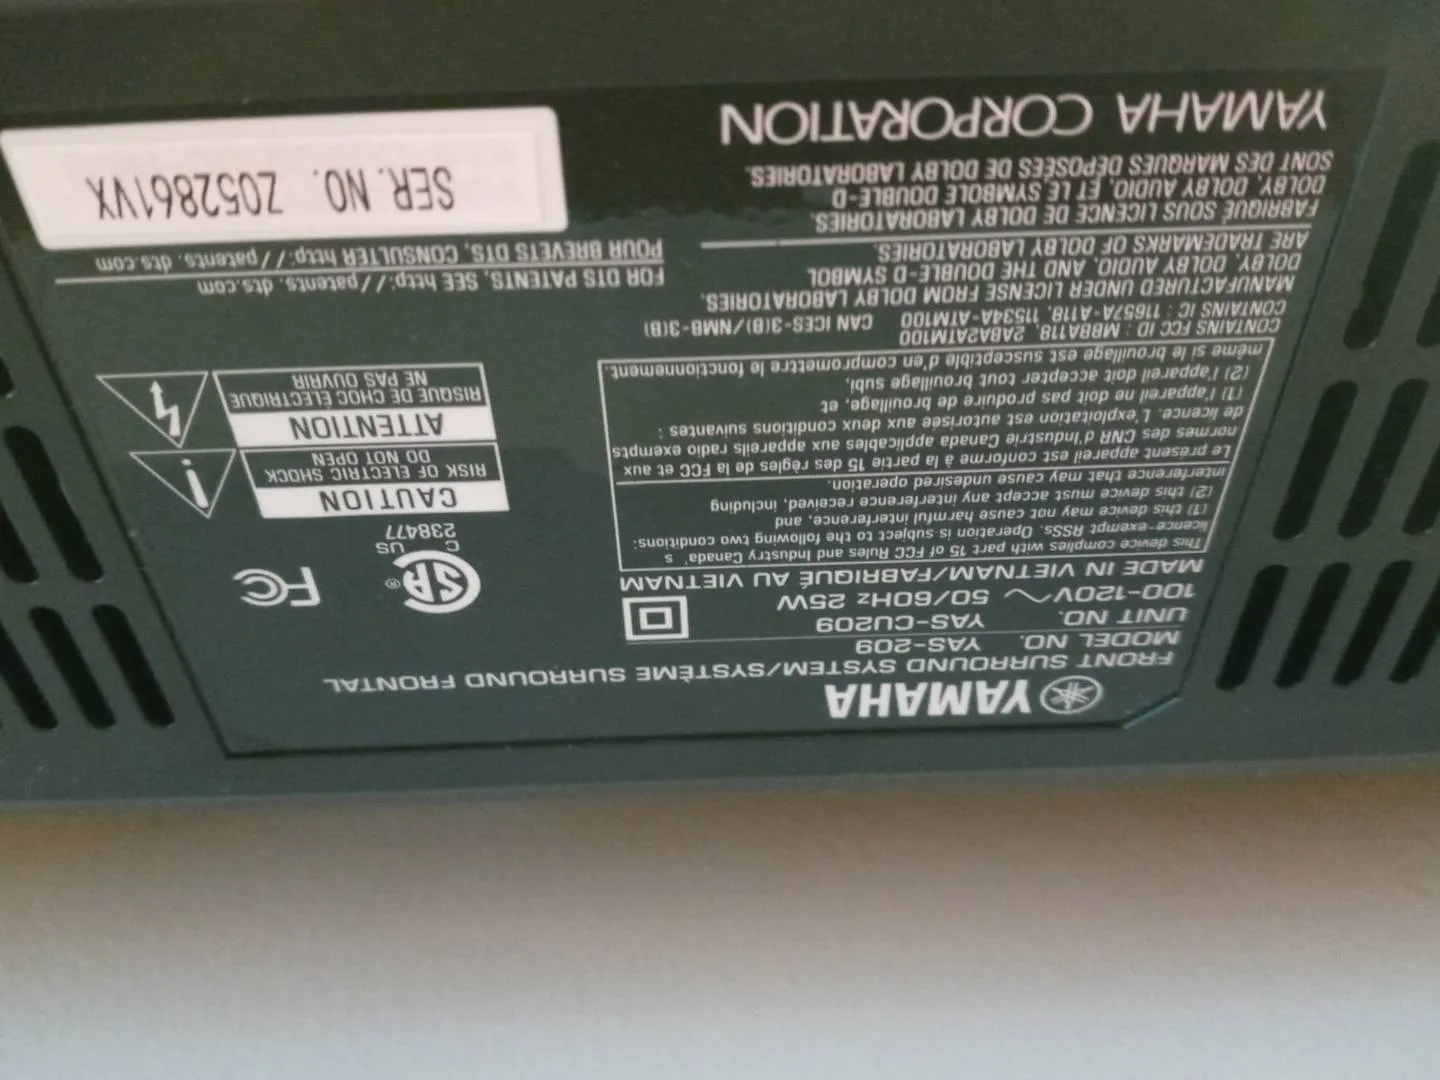 YAMAHA
FRONT SURROUND SYSTEM/SYSTÈME SURROUND FRONTAL
MODEL NO. YAS-209
UNIT NO. YAS-CU209
100-120V～ 50/60Hz 25W
MADE IN VIETNAM/FABRIQUÉ AU VIETNAM
This device complies with part 15 of FCC Rules and Industry Canada's
licence-exempt RSSs. Operation is subject to the following two conditions:
(1) this device may not cause harmful interference, and
(2) this device must accept any interference received, including
interference that may cause undesired operation.
Le présent appareil est conforme à la partie 15 des règles de la FCC et aux
normes des CNR d'Industrie Canada applicables aux appareils radio exempts
de licence. L'exploitation est autorisée aux deux conditions suivantes :
(1) l'appareil ne doit pas produire de brouillage, et
(2) l'appareil doit accepter tout brouillage subi,
même si le brouillage est susceptible d'en compromettre le fonctionnement.
CONTAINS FCC ID : MBBA118, 2ABA2ATM100
CONTAINS IC : 11657A-A118, 11534A-ATM100
CAN ICES-3(B)/NMB-3(B)
MANUFACTURED UNDER LICENSE FROM DOLBY LABORATORIES.
DOLBY, DOLBY AUDIO, AND THE DOUBLE-D SYMBOL
ARE TRADEMARKS OF DOLBY LABORATORIES.
FABRIQUÉ SOUS LICENCE DE DOLBY LABORATORIES.
DOLBY, DOLBY AUDIO, ET LE SYMBOLE DOUBLE-D
SONT DES MARQUES DÉPOSÉES DE DOLBY LABORATORIES.
YAMAHA CORPORATION
SA ®
C US
238477
FC
CAUTION
RISK OF ELECTRIC SHOCK
DO NOT OPEN
ATTENTION
RISQUE DE CHOC ÉLECTRIQUE
NE PAS OUVRIR
FOR DTS PATENTS, SEE http://patents.dts.com
POUR BREVETS DTS, CONSULTER http://patents.dts.com
SER. NO. Z052861VX